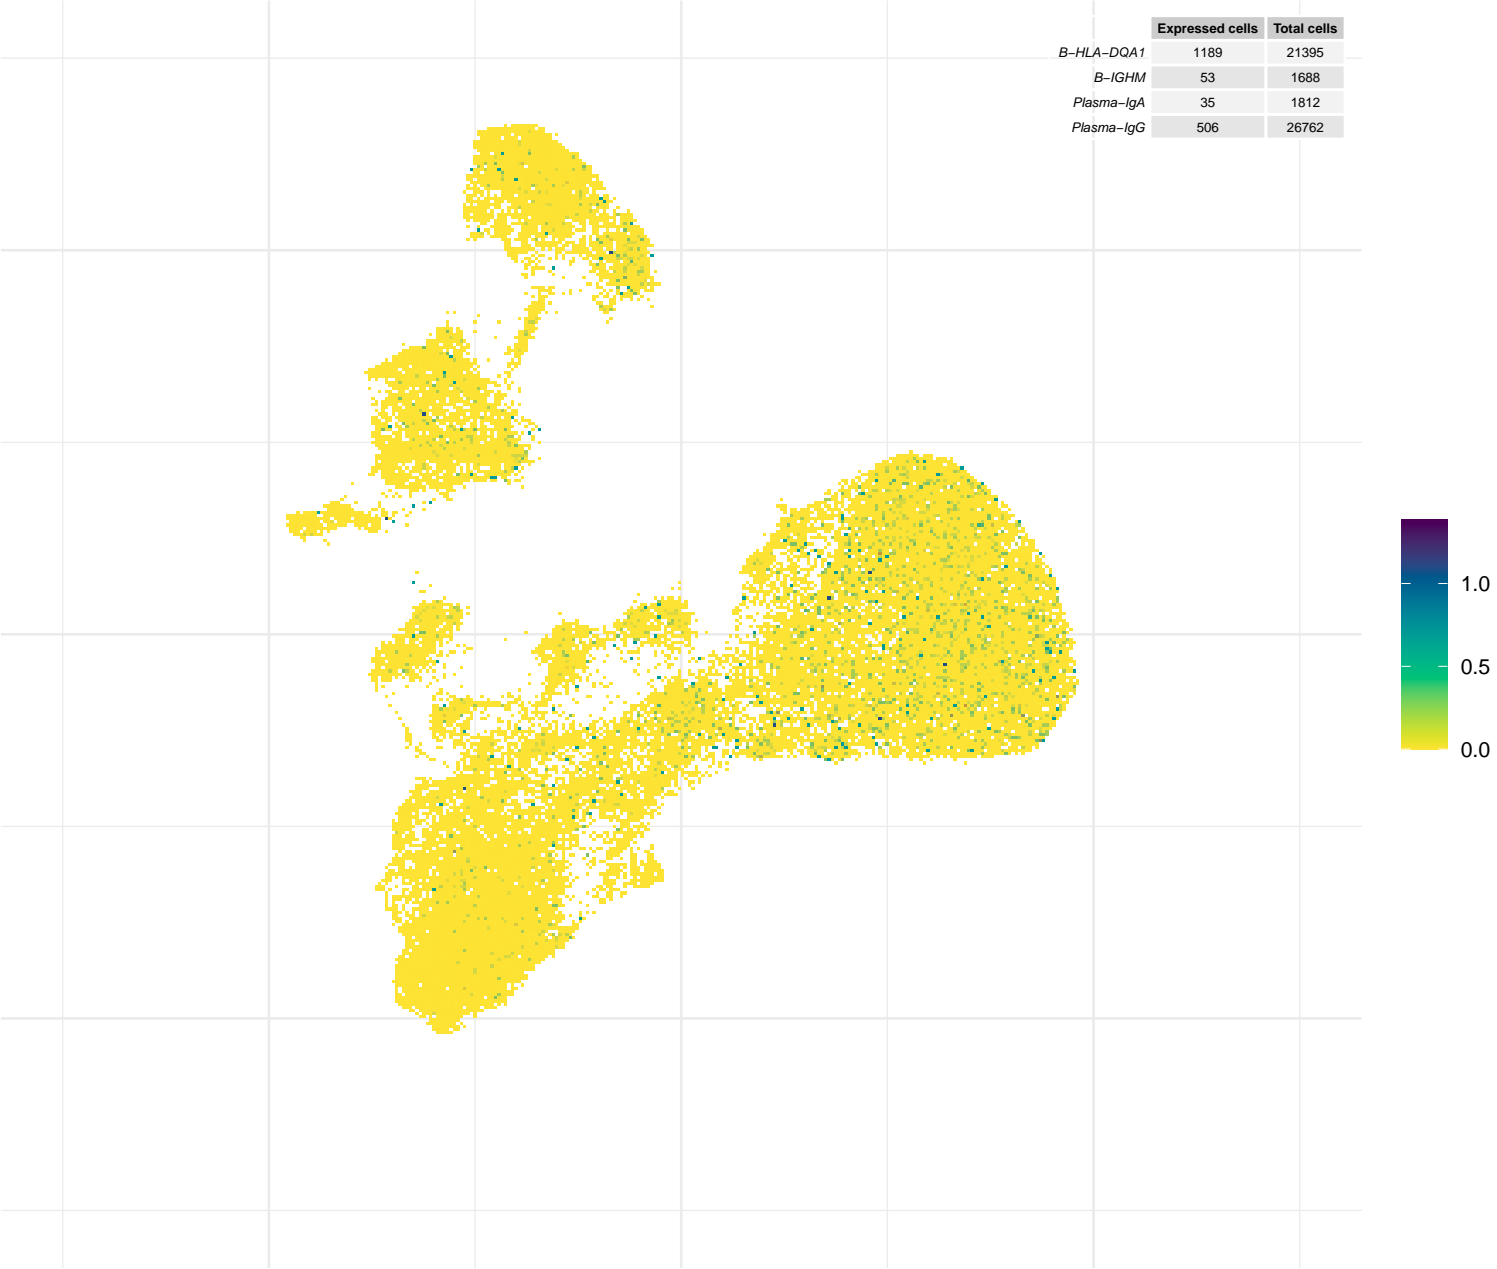 Expressed cells Total cells
B−HLA−DQA1 1189 21395
B−IGHM 53 1688
Plasma−IgA 35 1812
Plasma−IgG 506 26762
1.0
0.5
0.0